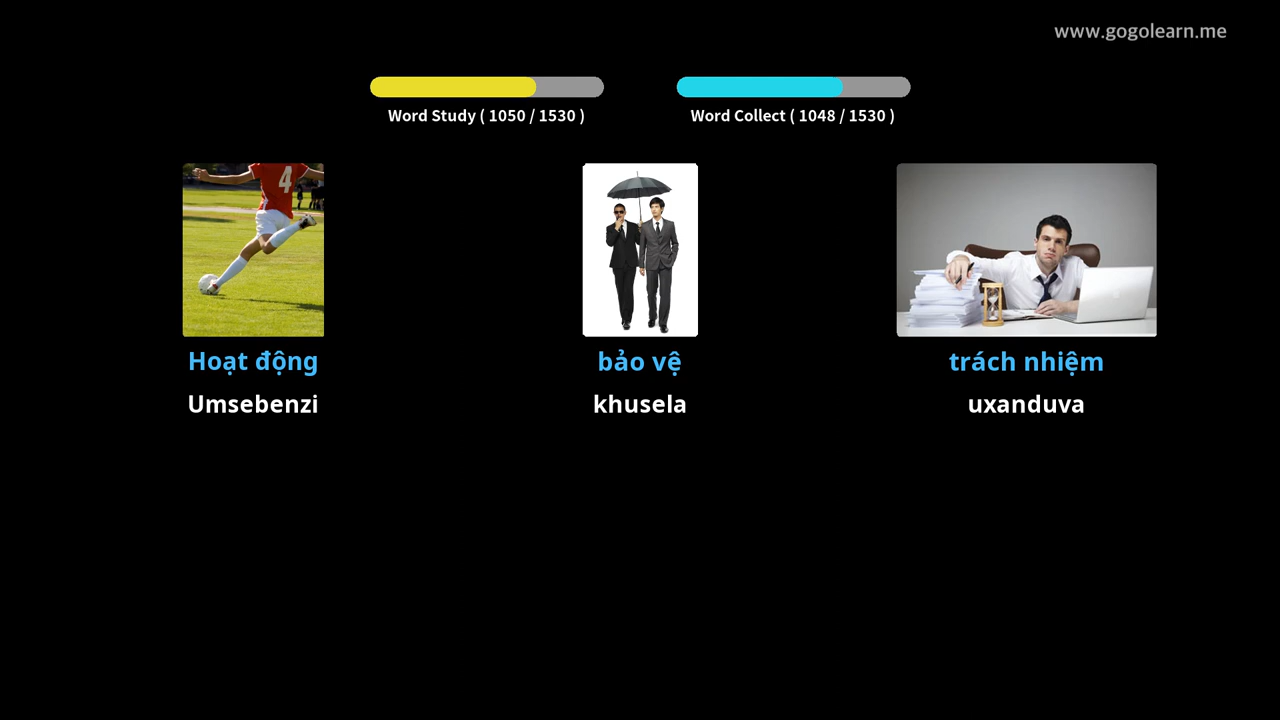 www.gogolearn.me
Word Study ( 1050 / 1530 )
Word Collect ( 1048 / 1530 )
4
Hoạt động
bảo vệ
trách nhiệm
Umsebenzi
khusela
uxanduva